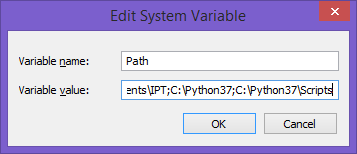 Edit System Variable
Variable name: Path
Variable value: ents\IPT;C:\Python37;C:\Python37\Scripts
OK Cancel